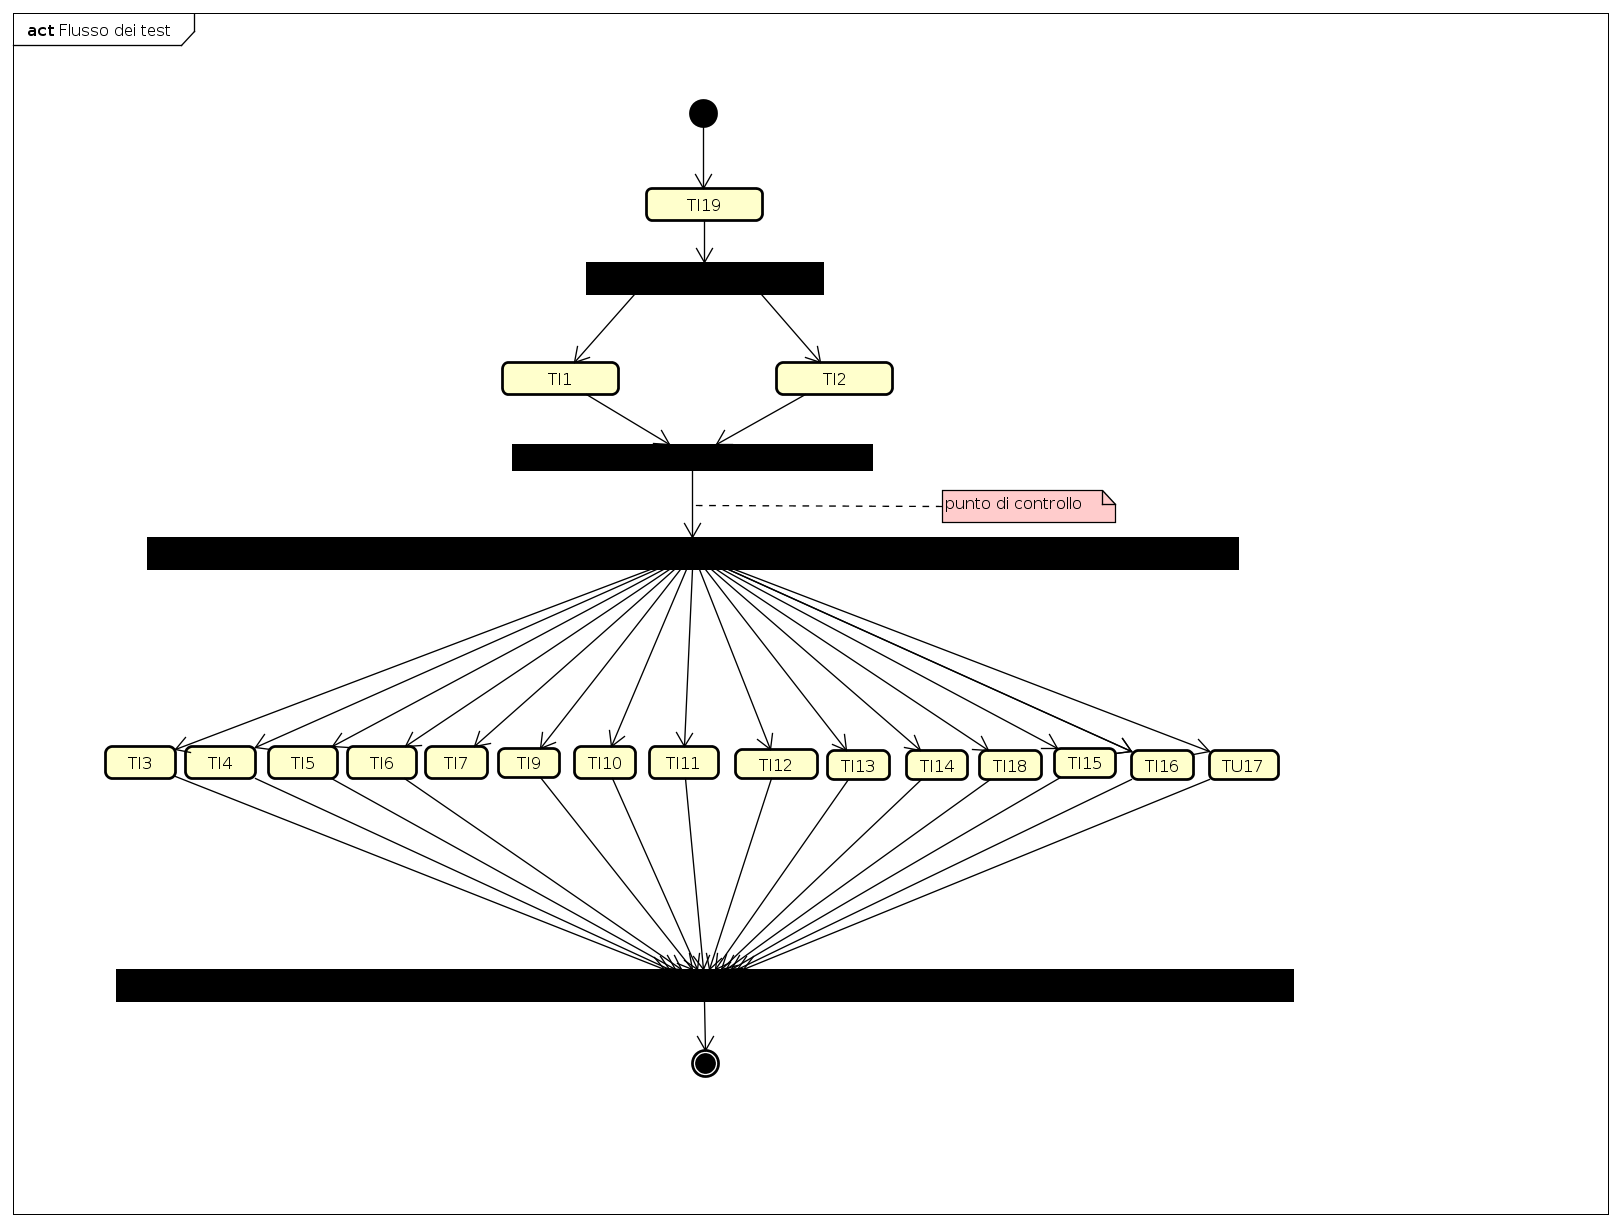 act Flusso dei test
TI19
TI1
TI2
punto di controllo
TI3
TI4
TI5
TI6
TI7
TI9
TI10
TI11
TI12
TI13
TI14
TI18
TI15
TI16
TU17